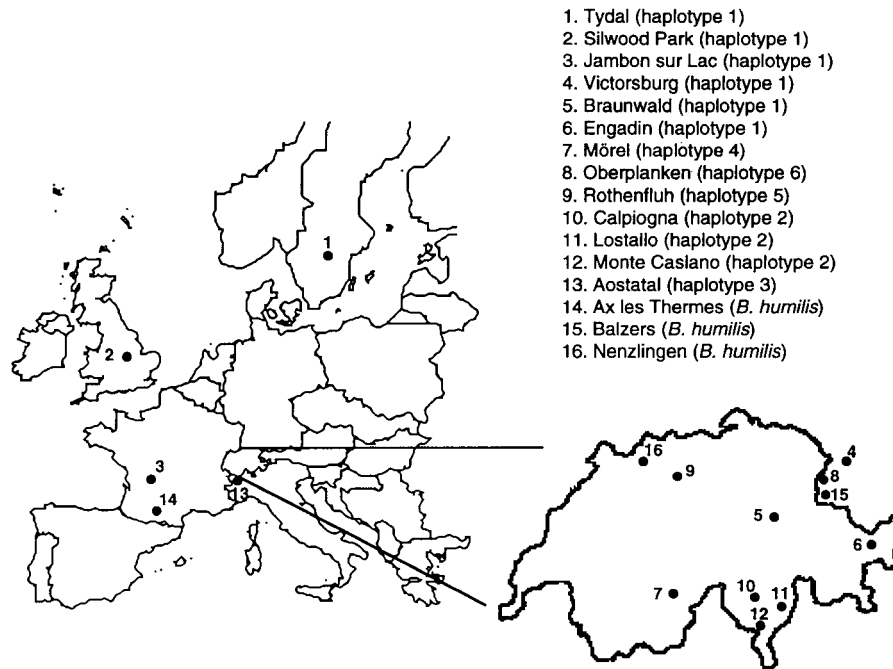 1. Tydal (haplotype 1)
2. Silwood Park (haplotype 1)
3. Jambon sur Lac (haplotype 1)
4. Victorsburg (haplotype 1)
5. Braunwald (haplotype 1)
6. Engadin (haplotype 1)
7. Mörel (haplotype 4)
8. Oberplanken (haplotype 6)
9. Rothenfluh (haplotype 5)
10. Calpiogna (haplotype 2)
11. Lostallo (haplotype 2)
12. Monte Caslano (haplotype 2)
13. Aostatal (haplotype 3)
14. Ax les Thermes (B. humilis)
15. Balzers (B. humilis)
16. Nenzlingen (B. humilis)
1
2
3
14
13
16
9
4
8
15
5
6
7
10
11
12